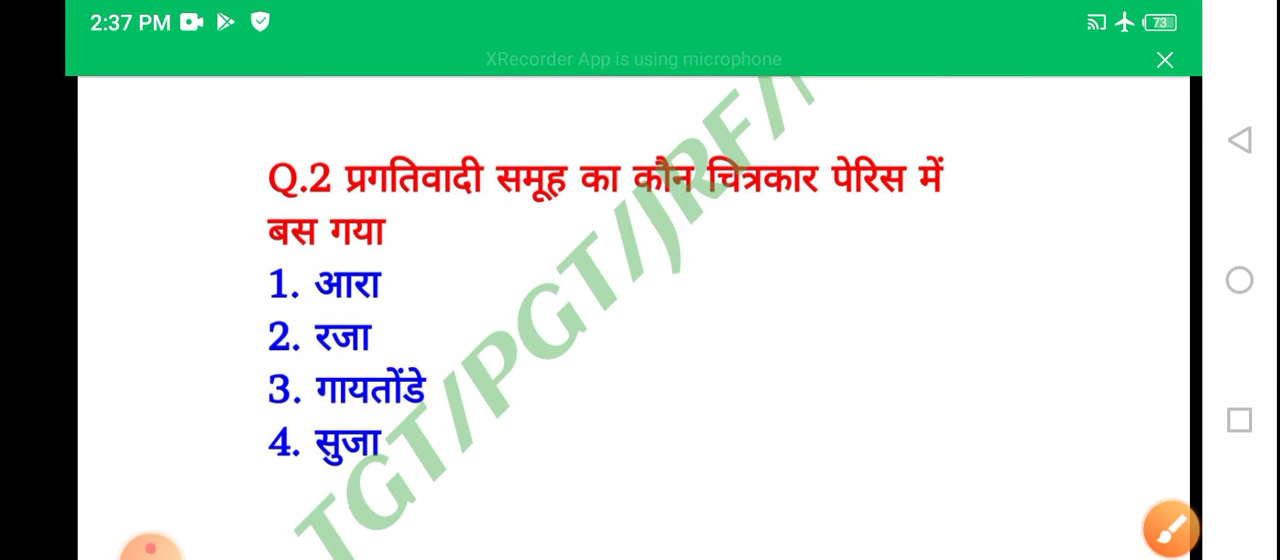 2:37 PM
73
XRecorder App is using microphone
Q.2 प्रगतिवादी समूह का कौन चित्रकार पेरिस में
बस गया
1. आरा
2. रजा
3. गायतोंडे
4. सुजा
TGT/PGT/JRF/